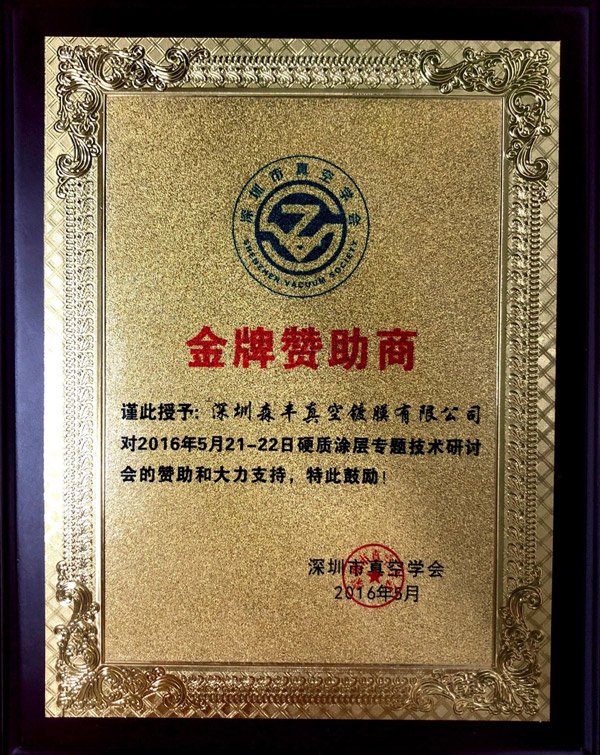 深圳市真空学会
SHENZHEN VACUUM SOCIETY
金牌赞助商
谨此授予：深圳森丰真空镀膜有限公司
对2016年5月21-22日硬质涂层专题技术研讨
会的赞助和大力支持，特此鼓励！
深圳市真空学会
2016年5月